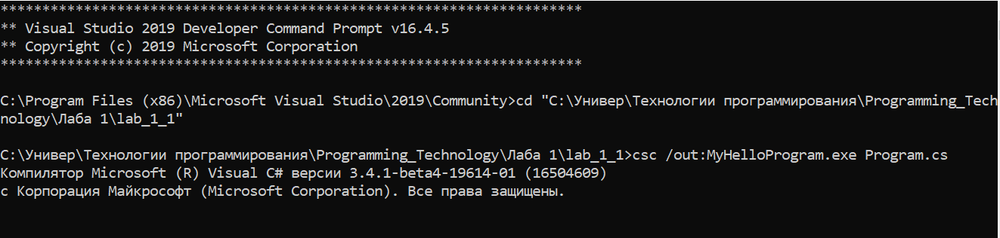 **********************************************************************
** Visual Studio 2019 Developer Command Prompt v16.4.5
** Copyright (c) 2019 Microsoft Corporation
**********************************************************************
C:\Program Files (x86)\Microsoft Visual Studio\2019\Community>cd "C:\Универ\Технологии программирования\Programming_Tech
nology\Лаба 1\lab_1_1"
C:\Универ\Технологии программирования\Programming_Technology\Лаба 1\lab_1_1>csc /out:MyHelloProgram.exe Program.cs
Компилятор Microsoft (R) Visual C# версии 3.4.1-beta4-19614-01 (16504609)
с Корпорация Майкрософт (Microsoft Corporation). Все права защищены.